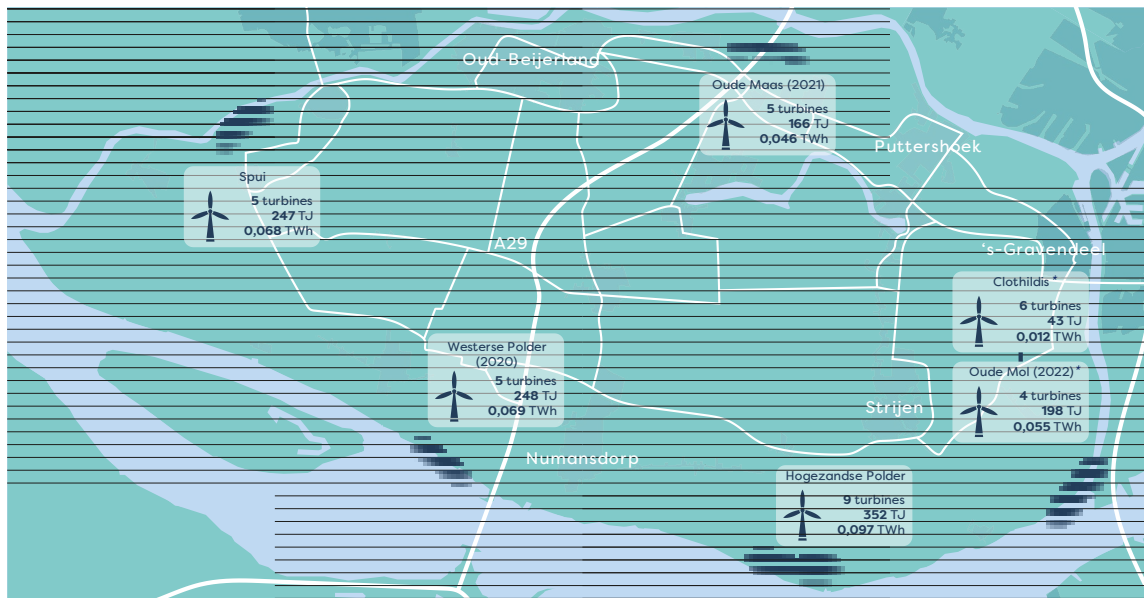 Oud-Beijerland
Oude Maas (2021)
5 turbines
166 TJ
0,046 TWh
Puttershoek
Spui
5 turbines
247 TJ
0,068 TWh
A29
's-Gravendeel
Clothildis*
6 turbines
43 TJ
0,012 TWh
Westerse Polder
(2020)
5 turbines
248 TJ
0,069 TWh
Oude Mol (2022)*
4 turbines
198 TJ
0,055 TWh
Strijen
Numansdorp
Hogezandse Polder
9 turbines
352 TJ
0,097 TWh